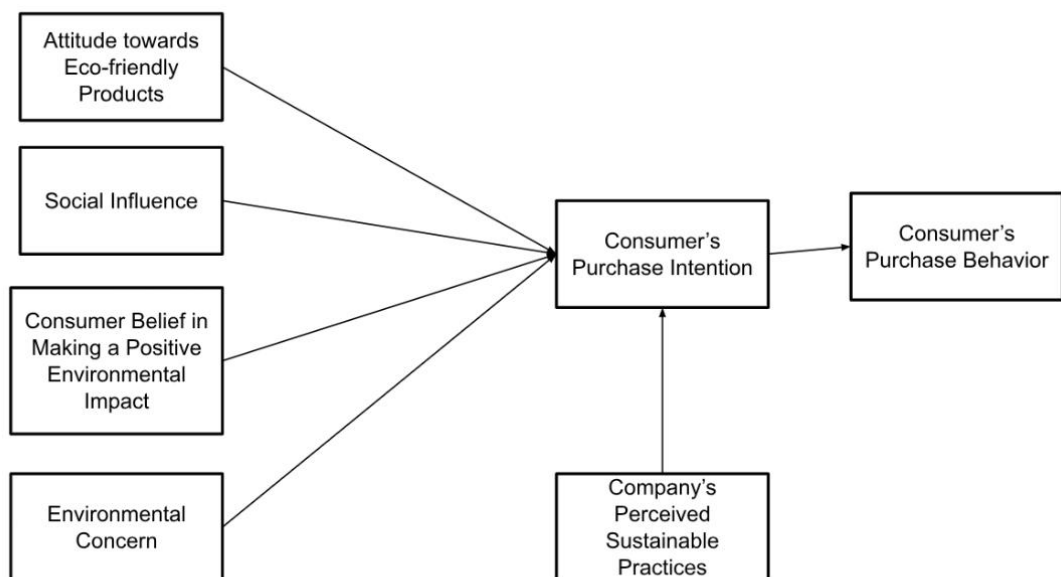 Attitude towards
Eco-friendly
Products
Social Influence
Consumer Belief in
Making a Positive
Environmental
Impact
Environmental
Concern
Consumer’s
Purchase Intention
Company’s
Perceived
Sustainable
Practices
Consumer’s
Purchase Behavior